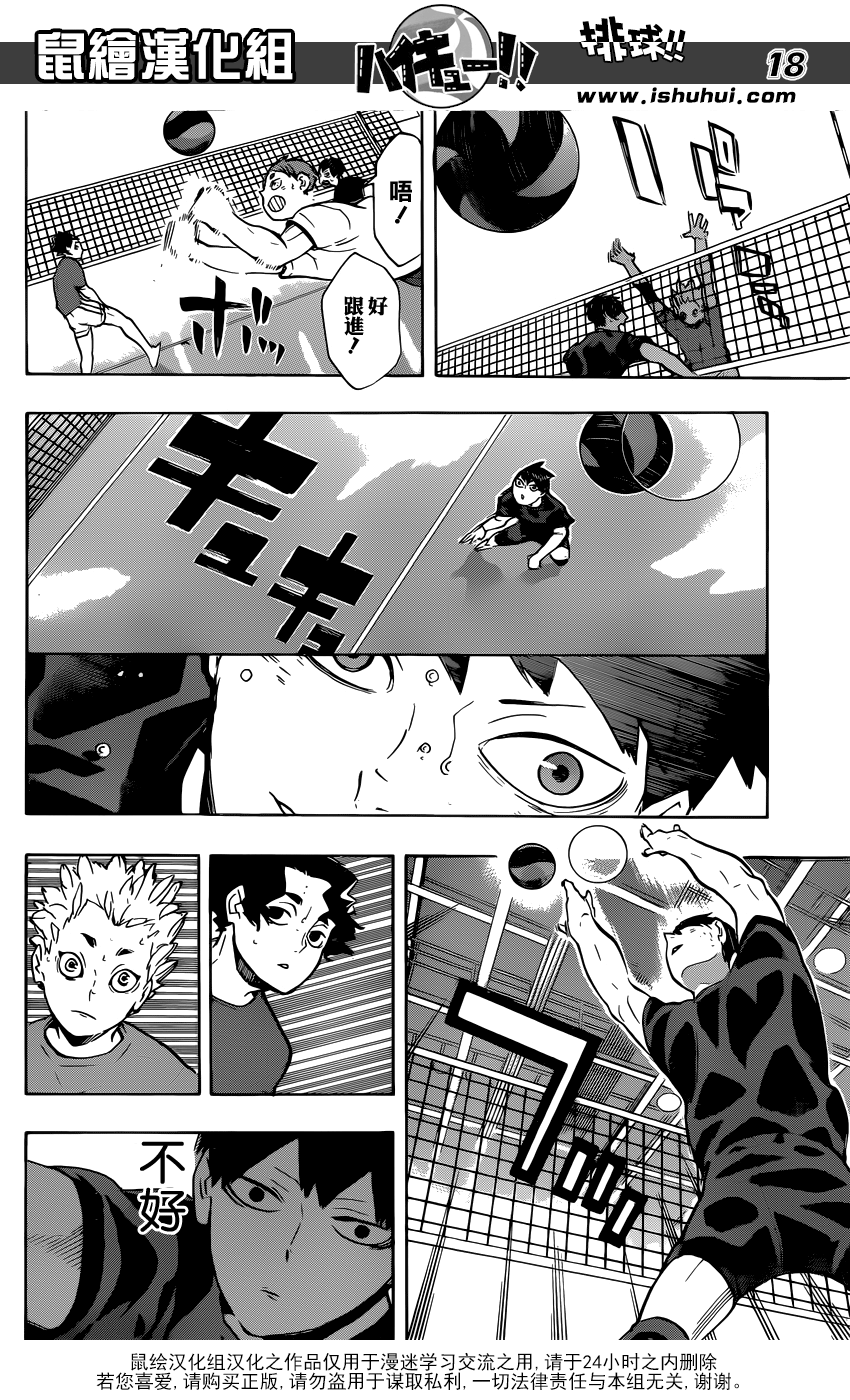 鼠繪漢化組
ハイキュー!!
排球!!
18
www.ishuhui.com
唔!
好
跟進!
ボッ
キュ
キュ
フ
不好
鼠绘汉化组汉化之作品仅用于漫迷学习交流之用,请于24小时之内删除
若您喜爱,请购买正版,请勿盗用于谋取私利,一切法律责任与本组无关,谢谢。